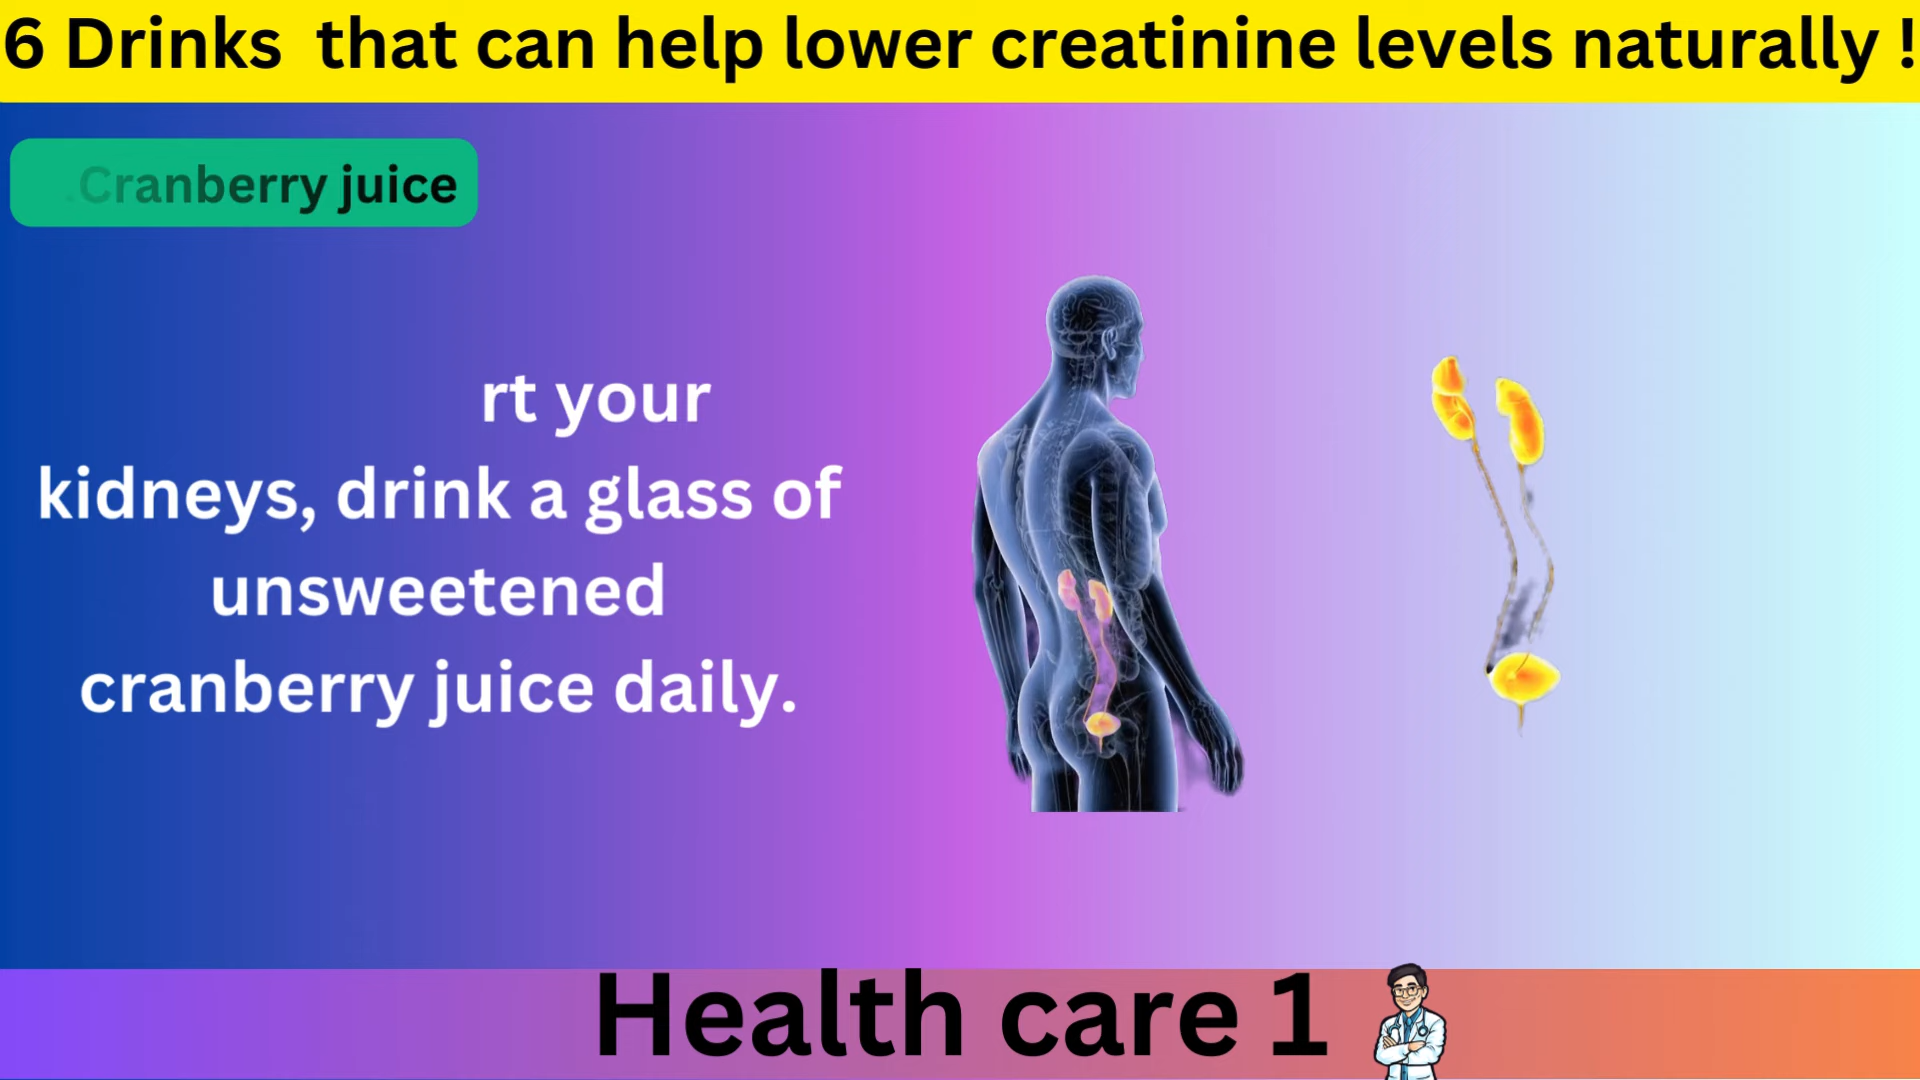 6 Drinks that can help lower creatinine levels naturally !
.Cranberry juice
rt your
kidneys, drink a glass of
unsweetened
cranberry juice daily.
Health care 1